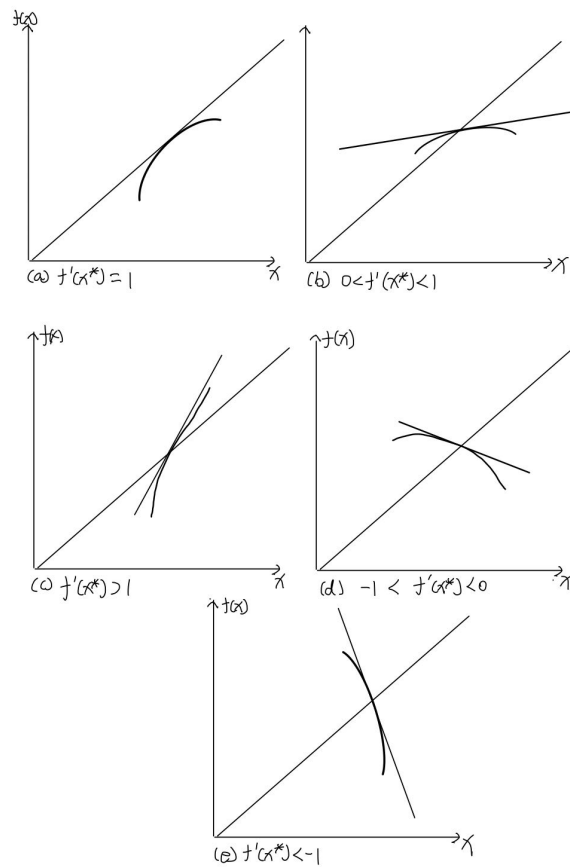 f(x)
x
(a) f'(x*)=1
x
(b) 0<f'(x*)<1
f(x)
x
(c) f'(x*)>1
f(x)
x
(d) -1 < f'(x*)<0
f(x)
x
(e) f'(x*)<-1